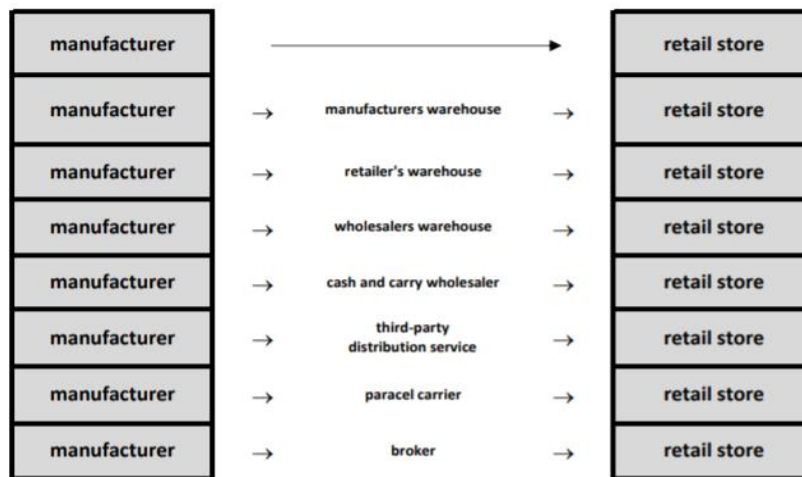 manufacturer → retail store
manufacturer → manufacturers warehouse → retail store
manufacturer → retailer's warehouse → retail store
manufacturer → wholesalers warehouse → retail store
manufacturer → cash and carry wholesaler → retail store
manufacturer → third-party
distribution service → retail store
manufacturer → paracel carrier → retail store
manufacturer → broker → retail store